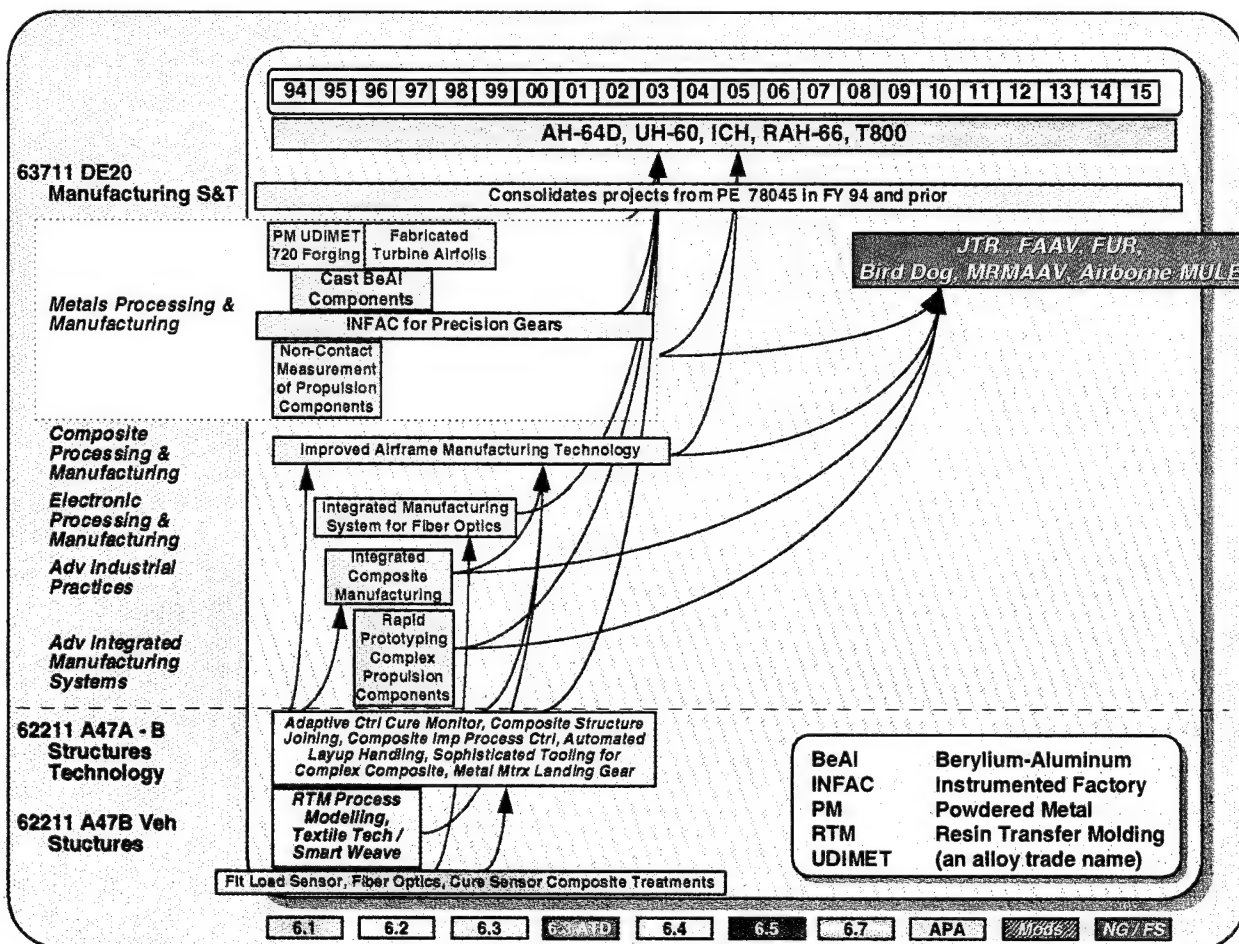 94 95 96 97 98 99 00 01 02 03 04 05 06 07 08 09 10 11 12 13 14 15
AH-64D, UH-60, ICH, RAH-66, T800
63711 DE20
Manufacturing S&T
Consolidates projects from PE 78045 in FY 94 and prior
PM UDIMET
720 Forging
Fabricated
Turbine Airfoils
JTR, FAAV, FUR,
Bird Dog, MRMAAV, Airborne MULE
Cast BeAl
Components
Metals Processing &
Manufacturing
INFAC for Precision Gears
Non-Contact
Measurement
of Propulsion
Components
Composite
Processing &
Manufacturing
Improved Airframe Manufacturing Technology
Electronic
Processing &
Manufacturing
Integrated Manufacturing
System for Fiber Optics
Adv Industrial
Practices
Integrated
Composite
Manufacturing
Adv Integrated
Manufacturing
Systems
Rapid
Prototyping
Complex
Propulsion
Components
62211 A47A - B
Structures
Technology
Adaptive Ctrl Cure Monitor, Composite Structure
Joining, Composite Imp Process Ctrl, Automated
Layup Handling, Sophisticated Tooling for
Complex Composite, Metal Mtrx Landing Gear
62211 A47B Veh
Stuctures
RTM Process
Modelling,
Textile Tech /
Smart Weave
Flt Load Sensor, Fiber Optics, Cure Sensor Composite Treatments
BeAl Berylium-Aluminum
INFAC Instrumented Factory
PM Powdered Metal
RTM Resin Transfer Molding
UDIMET (an alloy trade name)
6.1 6.2 6.3 6.3 ATD 6.4 6.5 6.7 APA Mods NG / FS